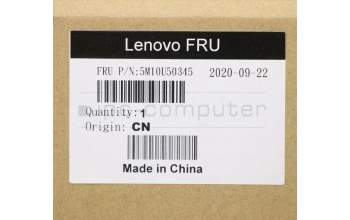 Lenovo FRU
FRU P/N:5M10U50345 2020-09-22
Quantity:1
Origin: CN
Made in China